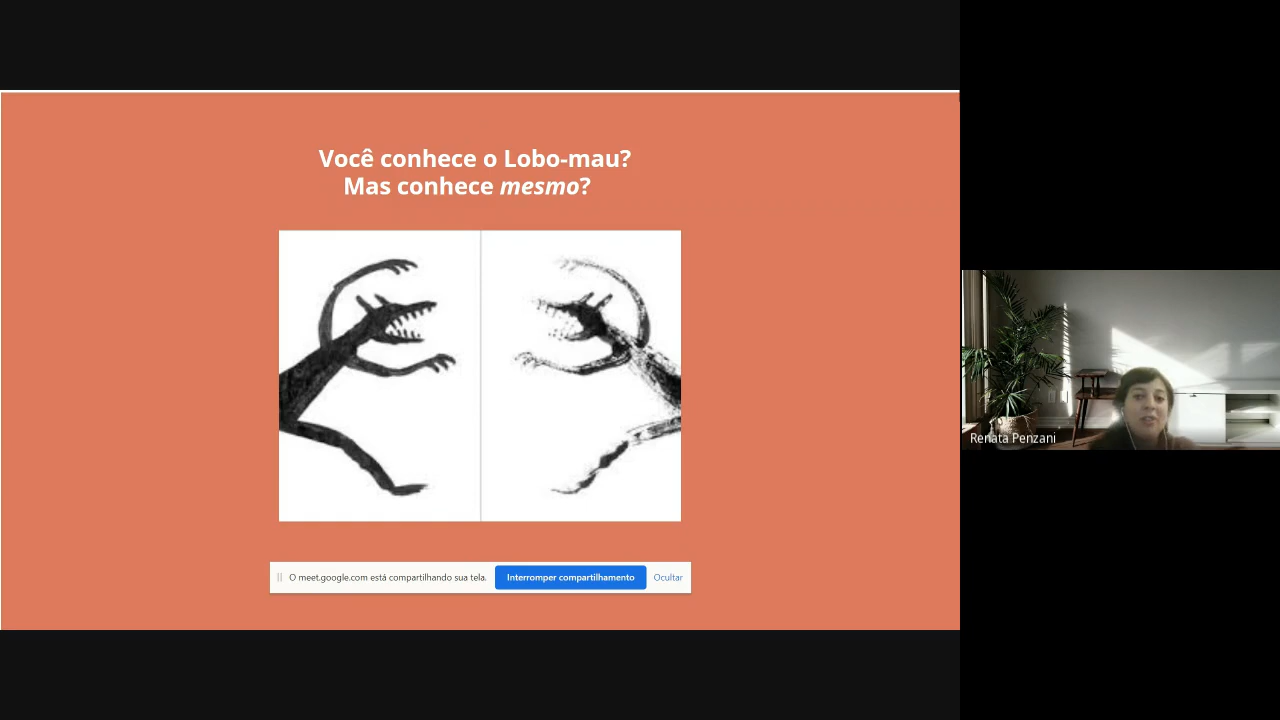 Você conhece o Lobo-mau?
Mas conhece mesmo?
O meet.google.com está compartilhando sua tela.
Interromper compartilhamento
Ocultar
Renata Penzani